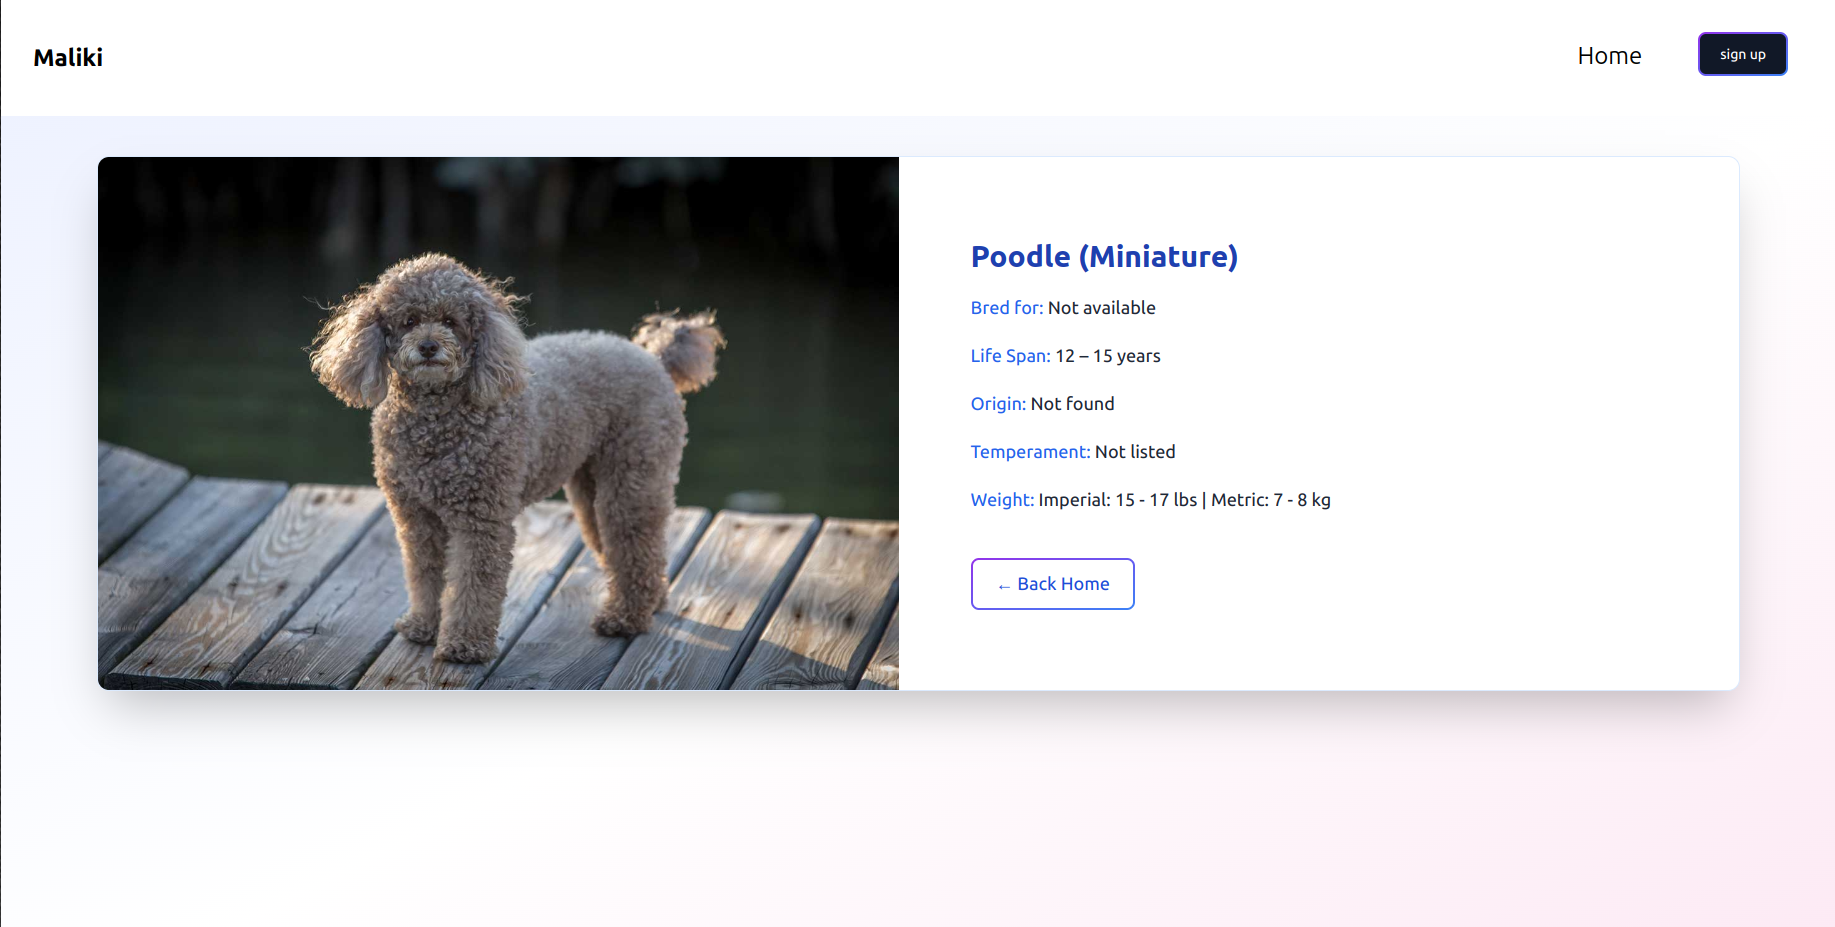 Maliki
Home
sign up
Poodle (Miniature)
Bred for: Not available
Life Span: 12 – 15 years
Origin: Not found
Temperament: Not listed
Weight: Imperial: 15 - 17 lbs | Metric: 7 - 8 kg
← Back Home